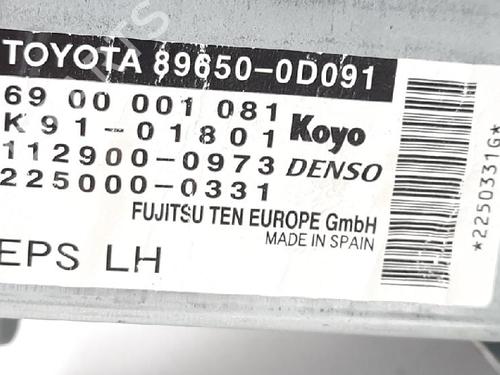 TOYOTA 89650-0D091
69 00 001 081
K91-01801 Koyo
112900-0973 DENSO
225000-0331
FUJITSU TEN EUROPE GmbH
MADE IN SPAIN
EPS LH
*2250331G*